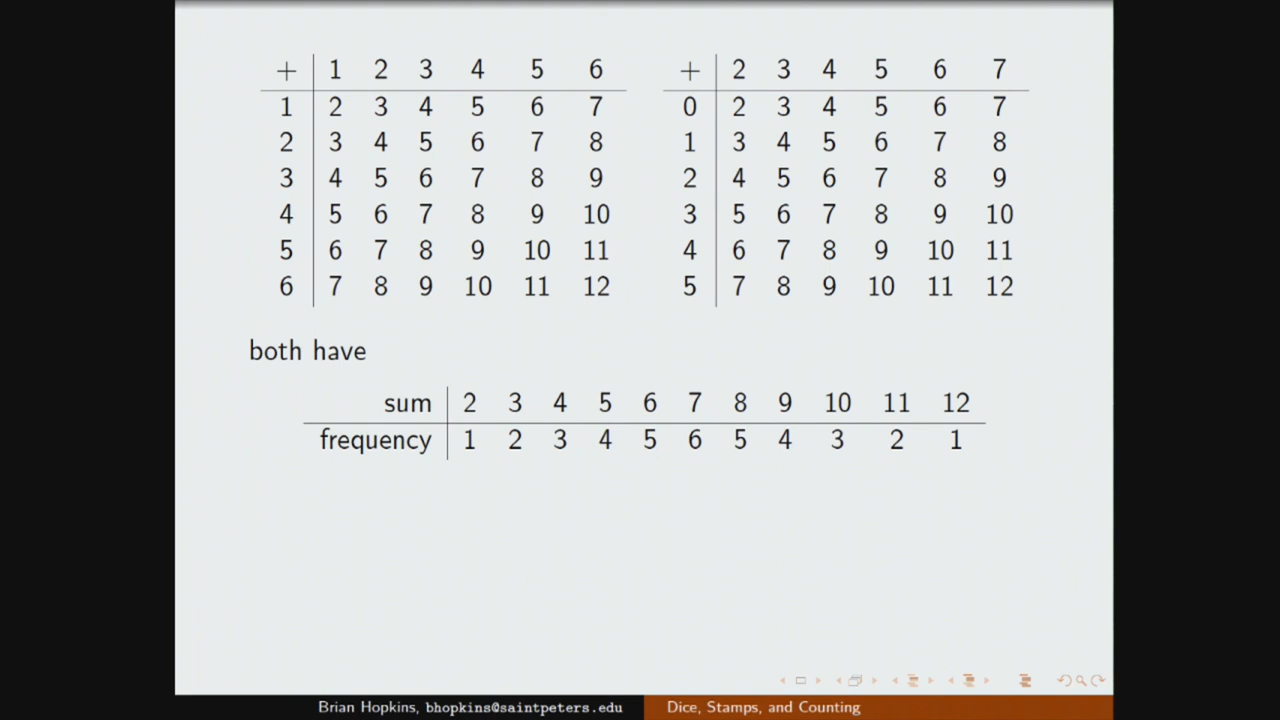 + 1 2 3 4 5 6
1 2 3 4 5 6 7
2 3 4 5 6 7 8
3 4 5 6 7 8 9
4 5 6 7 8 9 10
5 6 7 8 9 10 11
6 7 8 9 10 11 12
+ 2 3 4 5 6 7
0 2 3 4 5 6 7
1 3 4 5 6 7 8
2 4 5 6 7 8 9
3 5 6 7 8 9 10
4 6 7 8 9 10 11
5 7 8 9 10 11 12
both have
sum 2 3 4 5 6 7 8 9 10 11 12
frequency 1 2 3 4 5 6 5 4 3 2 1
Brian Hopkins, bhopkins@saintpeters.edu
Dice, Stamps, and Counting